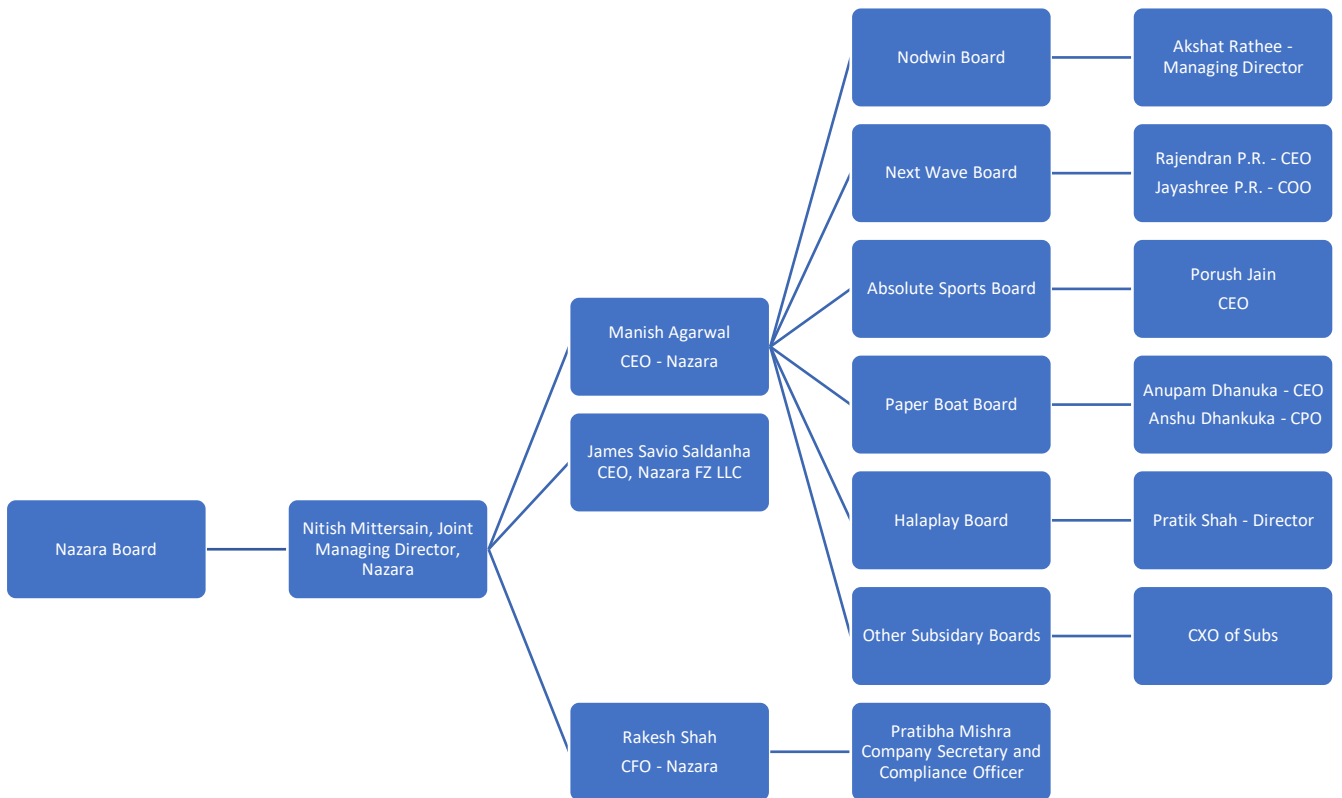 Nazara Board
Nitish Mittersain, Joint
Managing Director,
Nazara
Manish Agarwal
CEO - Nazara
Nodwin Board
Akshat Rathee -
Managing Director
Next Wave Board
Rajendran P.R. - CEO
Jayashree P.R. - COO
Absolute Sports Board
Porush Jain
CEO
Paper Boat Board
Anupam Dhanuka - CEO
Anshu Dhankuka - CPO
Halaplay Board
Pratik Shah - Director
Other Subsidary Boards
CXO of Subs
James Savio Saldanha
CEO, Nazara FZ LLC
Rakesh Shah
CFO - Nazara
Pratibha Mishra
Company Secretary and
Compliance Officer